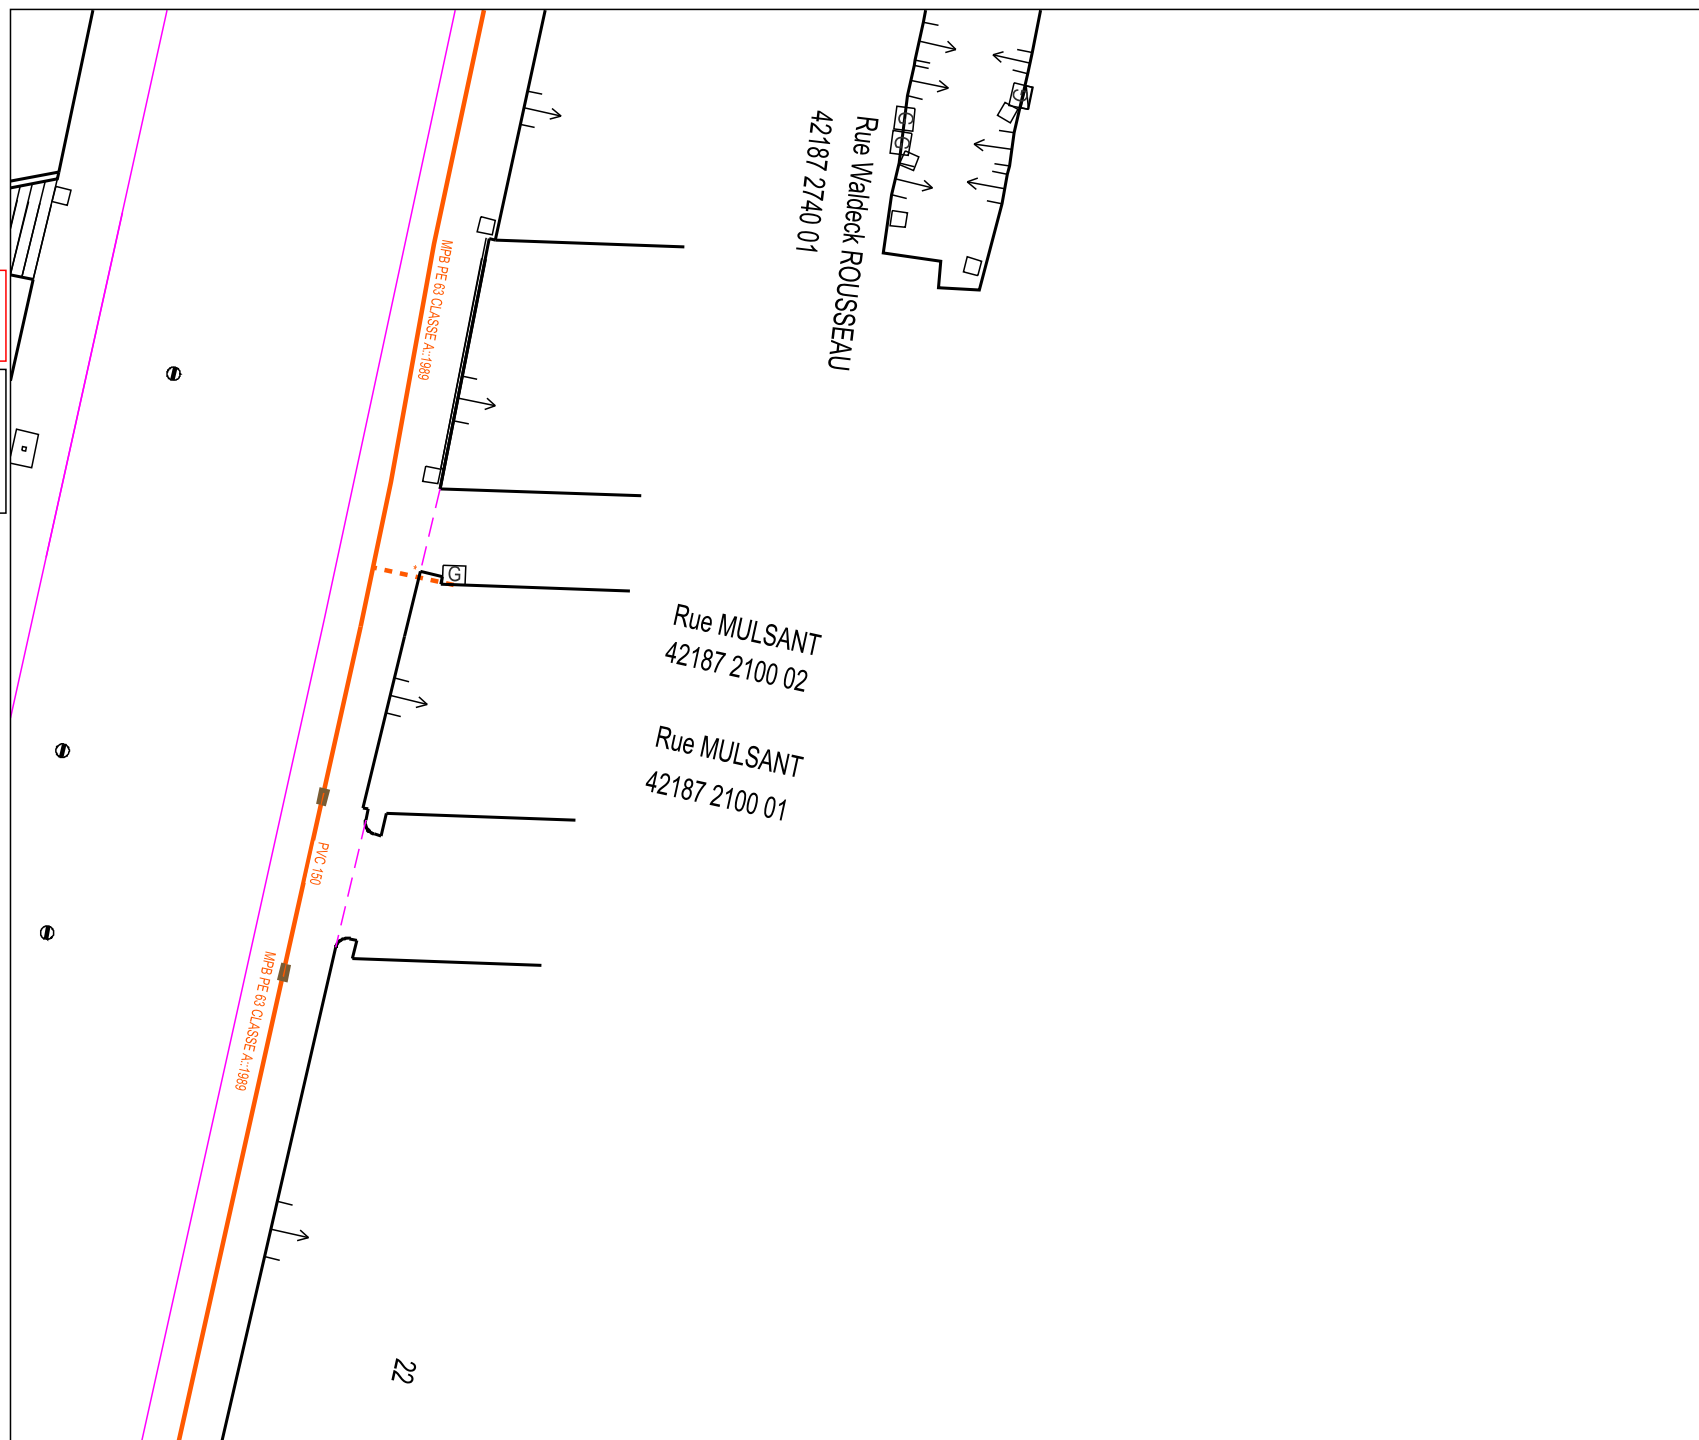 G
C
C
Rue Waldeck ROUSSEAU
42187 2740 01
MPB PE 63 CLASSE A::1989
G
Rue MULSANT
42187 2100 02
Rue MULSANT
42187 2100 01
PVC 150
MPB PE 63 CLASSE A::1989
22